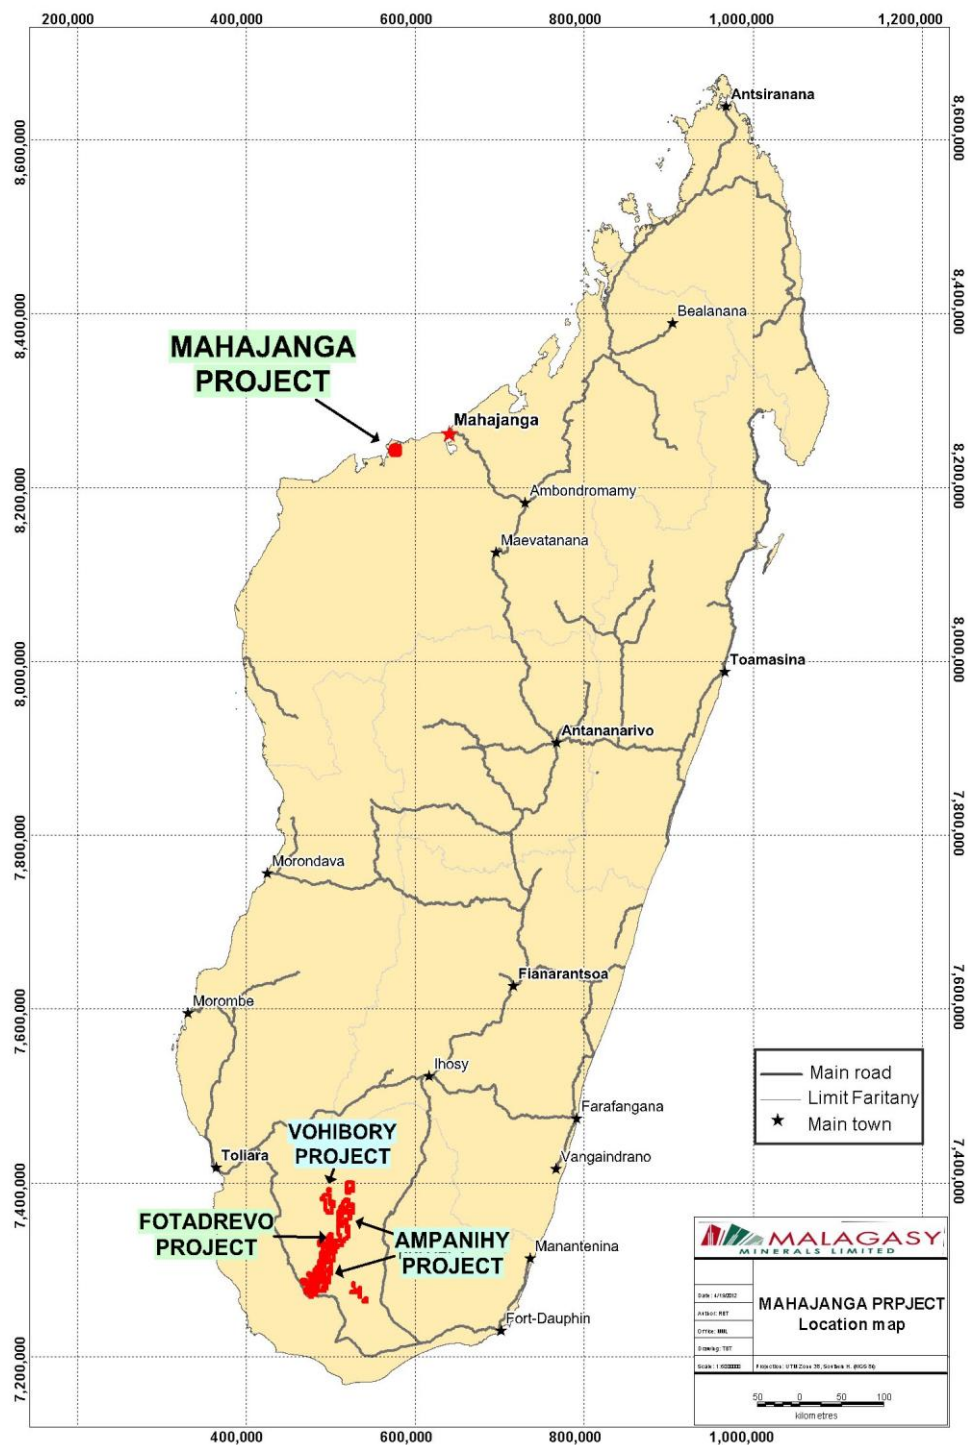 200,000
400,000
600,000
800,000
1,000,000
1,200,000
8,600,000
8,600,000
Antsiranana
8,400,000
8,400,000
Bealanana
MAHAJANGA
PROJECT
Mahajanga
8,200,000
8,200,000
Ambondromamy
Maevatanana
8,000,000
8,000,000
Toamasina
Antananarivo
7,800,000
7,800,000
Morondava
Fianarantsoa
7,600,000
7,600,000
Morombe
Ihosy
Main road
Limit Faritany
Main town
Farafangana
VOHIBORY
PROJECT
Toliara
Vangaindrano
7,400,000
7,400,000
FOTADREVO
PROJECT
AMPANIHY
PROJECT
Manantenina
Fort-Dauphin
7,200,000
7,200,000
MALAGASY
MINERALS LIMITED
MAHAJANGA PRPJECT
Location map
50 0 50 100
kilometres
400,000
600,000
800,000
1,000,000